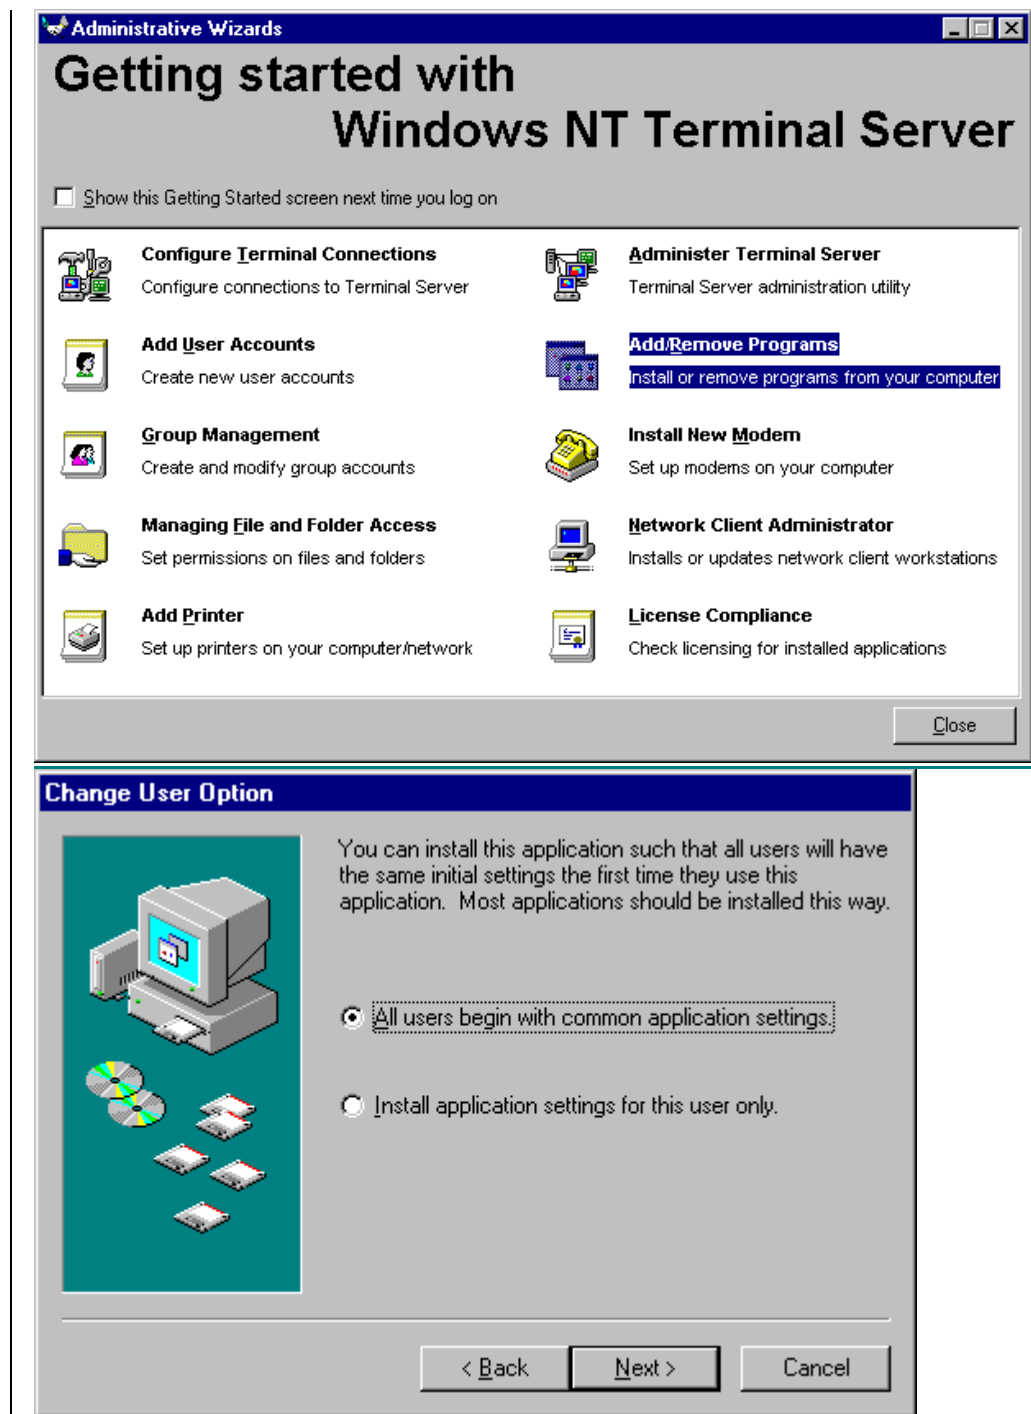 Administrative Wizards
Getting started with
Windows NT Terminal Server
Show this Getting Started screen next time you log on
Configure Terminal Connections
Configure connections to Terminal Server
Administer Terminal Server
Terminal Server administration utility
Add User Accounts
Create new user accounts
Add/Remove Programs
Install or remove programs from your computer
Group Management
Create and modify group accounts
Install New Modem
Set up modems on your computer
Managing File and Folder Access
Set permissions on files and folders
Network Client Administrator
Installs or updates network client workstations
Add Printer
Set up printers on your computer/network
License Compliance
Check licensing for installed applications
Close
Change User Option
You can install this application such that all users will have
the same initial settings the first time they use this
application. Most applications should be installed this way.
All users begin with common application settings.
Install application settings for this user only.
< Back
Next >
Cancel